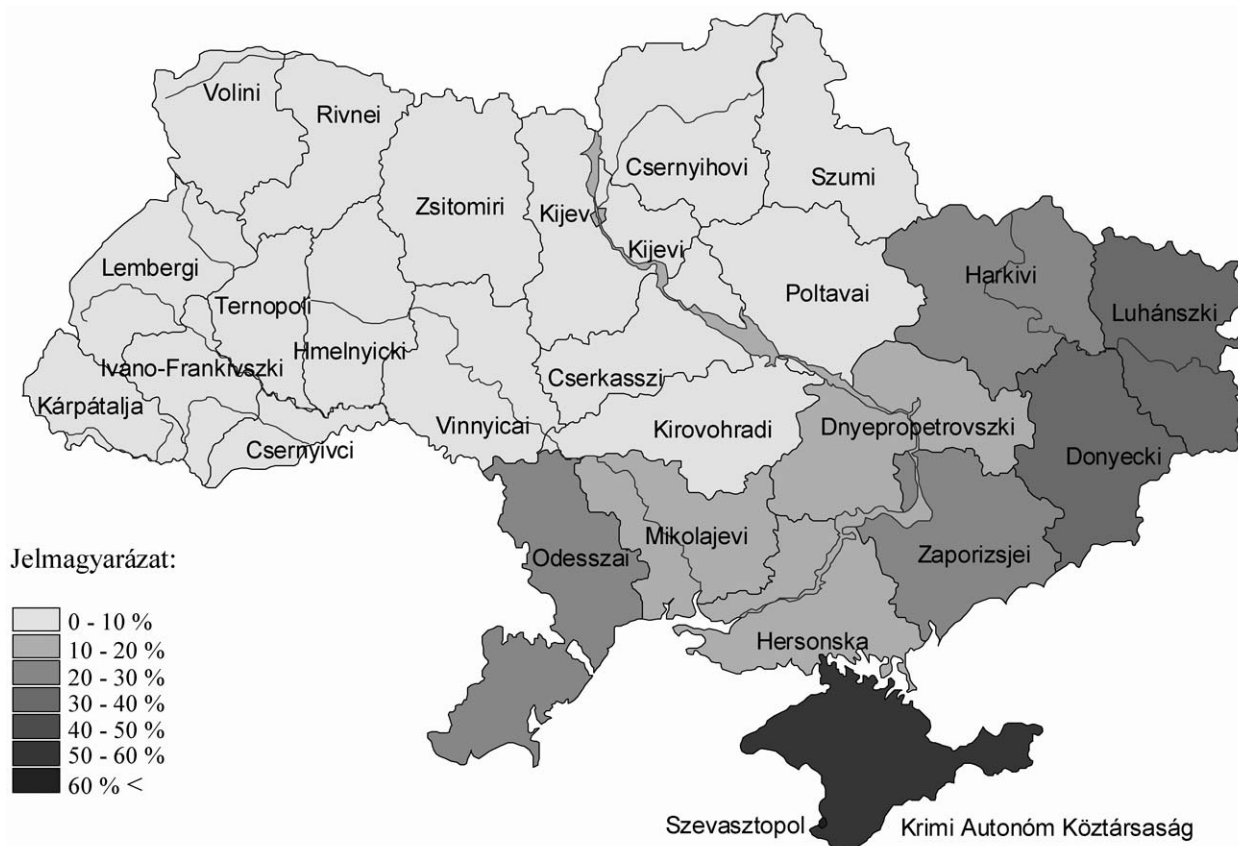 Volini
Rivnei
Zsitomiri
Kijev
Csernyihovi
Szumi
Kijevi
Lembergi
Ternopoli
Poltavai
Harkivi
Luhánszki
Hmelnyicki
Ivano-Frankivszki
Kárpátalja
Cserkasszi
Vinnyicai
Kirovohradi
Dnyepropetrovszki
Donyecki
Csernyivci
Odesszai
Mikolajevi
Zaporizsjei
Hersonska
Jelmagyarázat:
0 - 10 %
10 - 20 %
20 - 30 %
30 - 40 %
40 - 50 %
50 - 60 %
60 % <
Szevasztopol
Krimi Autonóm Köztársaság